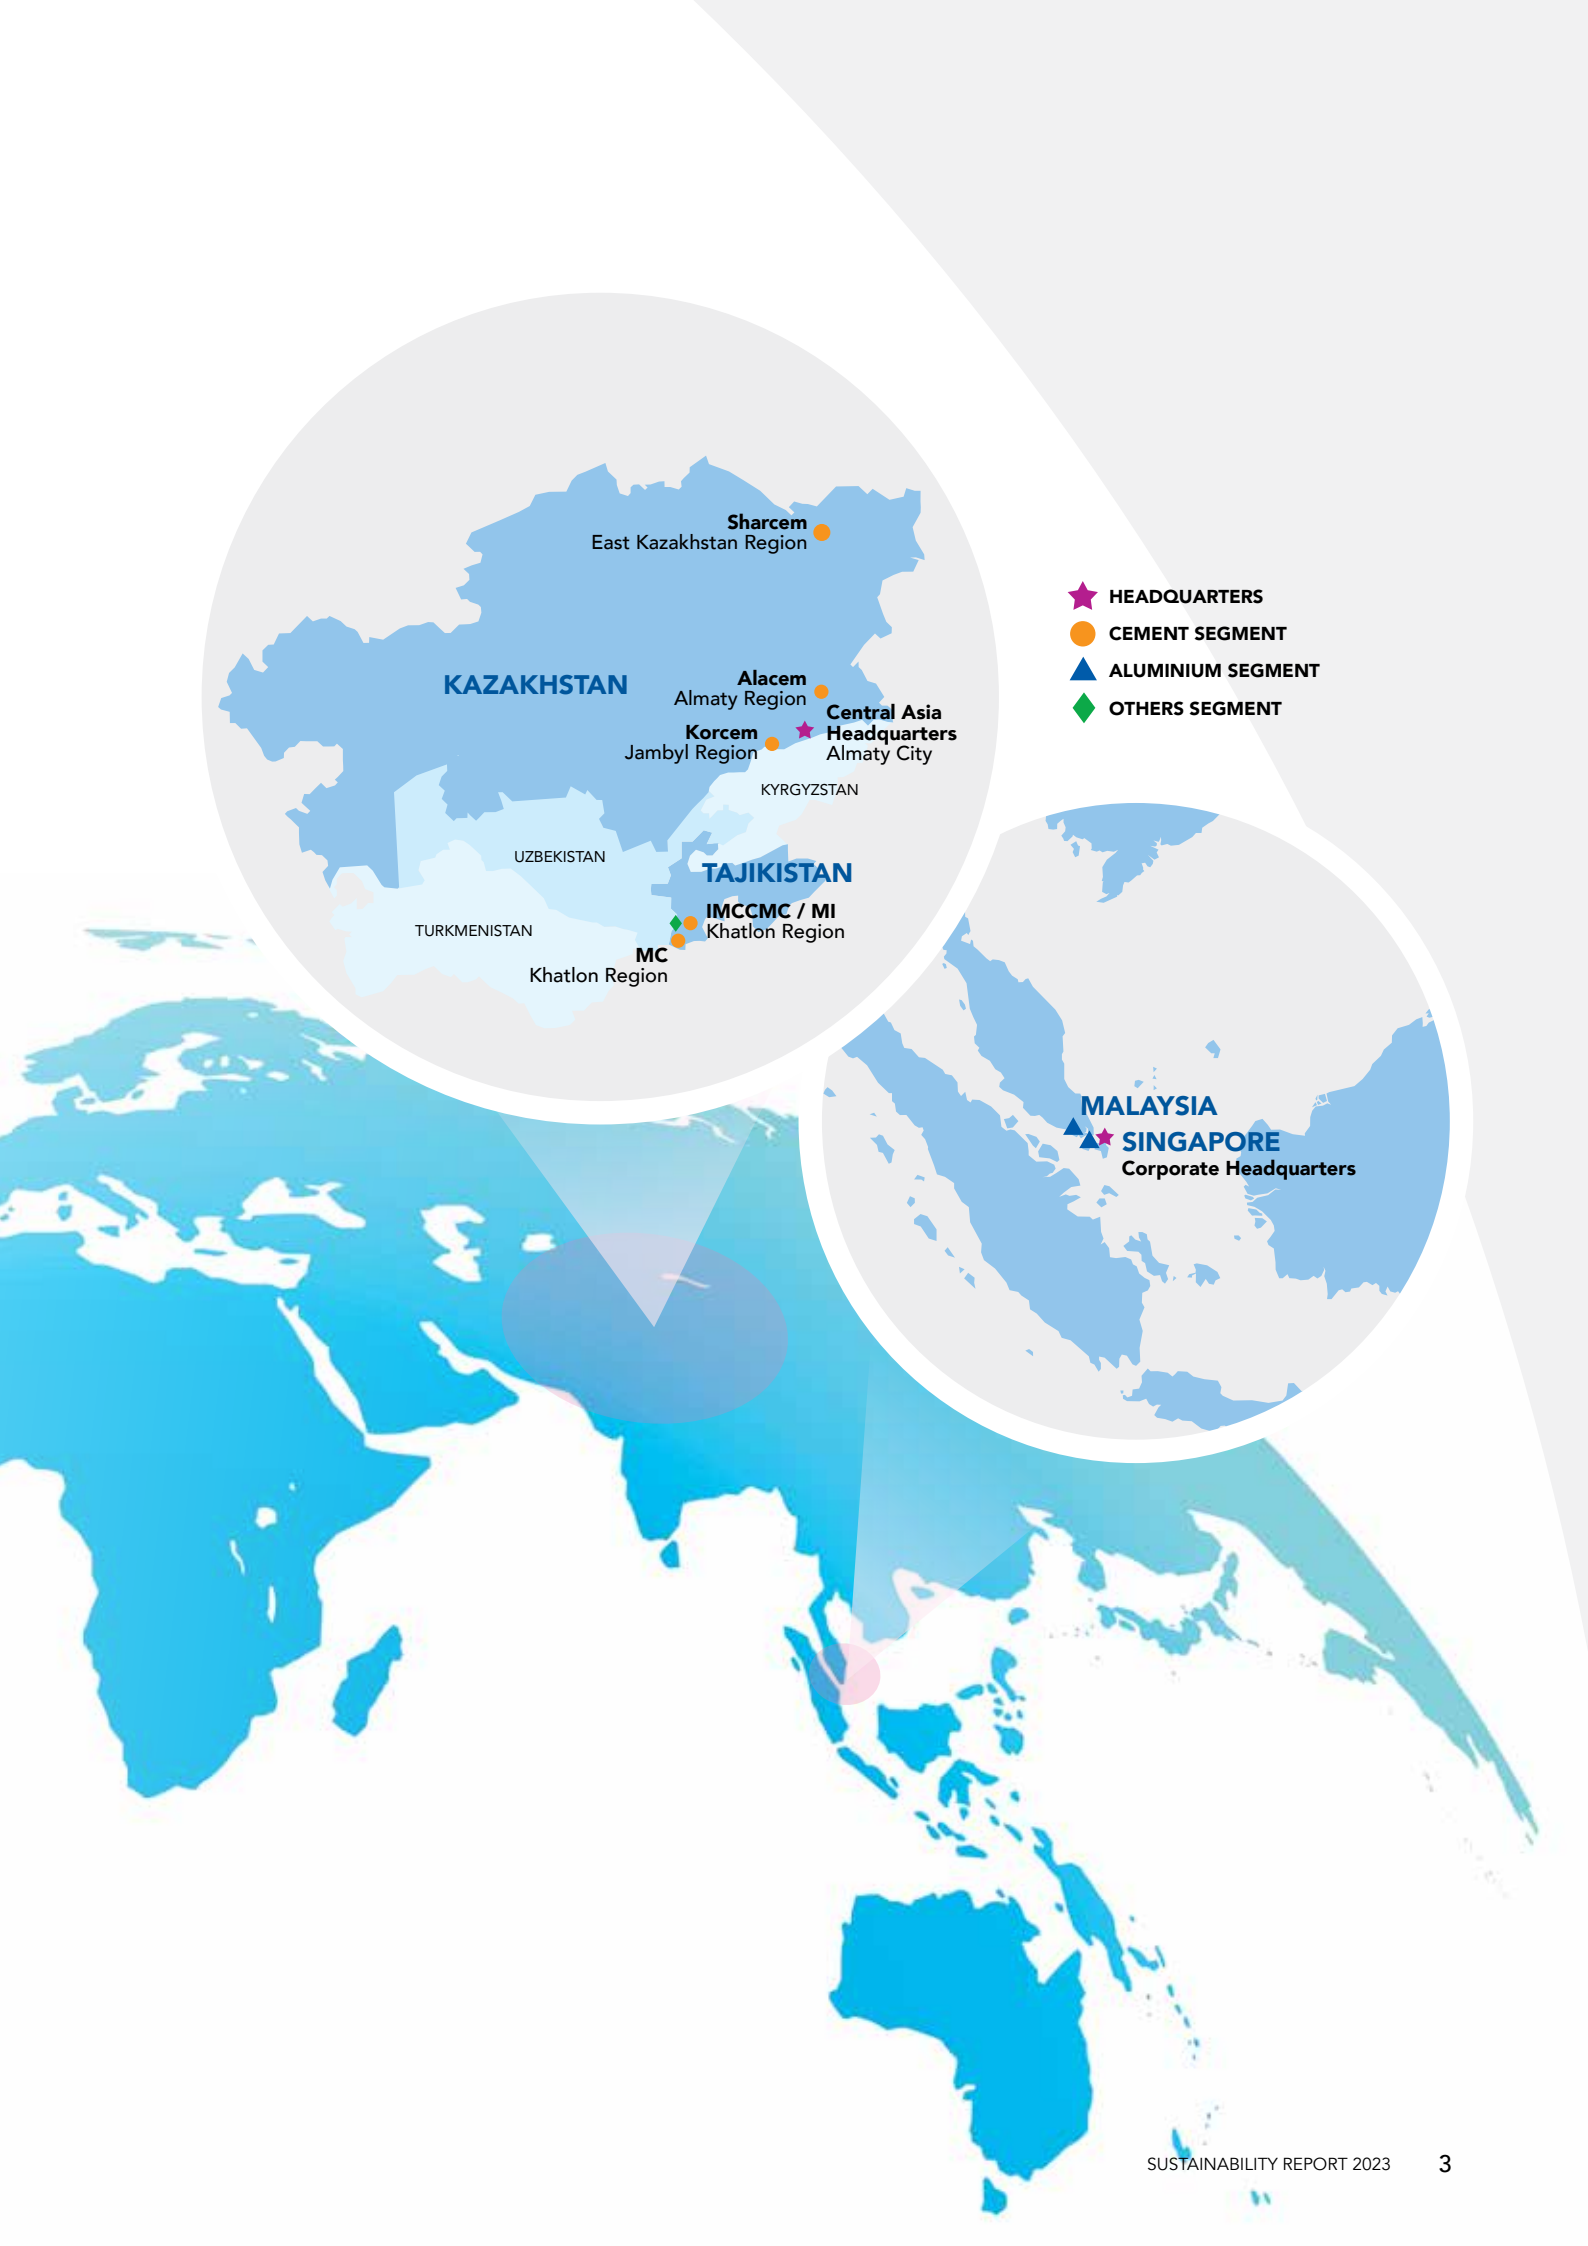 Sharcem
East Kazakhstan Region
KAZAKHSTAN
Alacem
Almaty Region
Central Asia
Headquarters
Almaty City
Korcem
Jambyl Region
KYRGYZSTAN
UZBEKISTAN
TAJIKISTAN
IMCCMC / MI
Khatlon Region
TURKMENISTAN
MC
Khatlon Region
HEADQUARTERS
CEMENT SEGMENT
ALUMINIUM SEGMENT
OTHERS SEGMENT
MALAYSIA
SINGAPORE
Corporate Headquarters
SUSTAINABILITY REPORT 2023 3